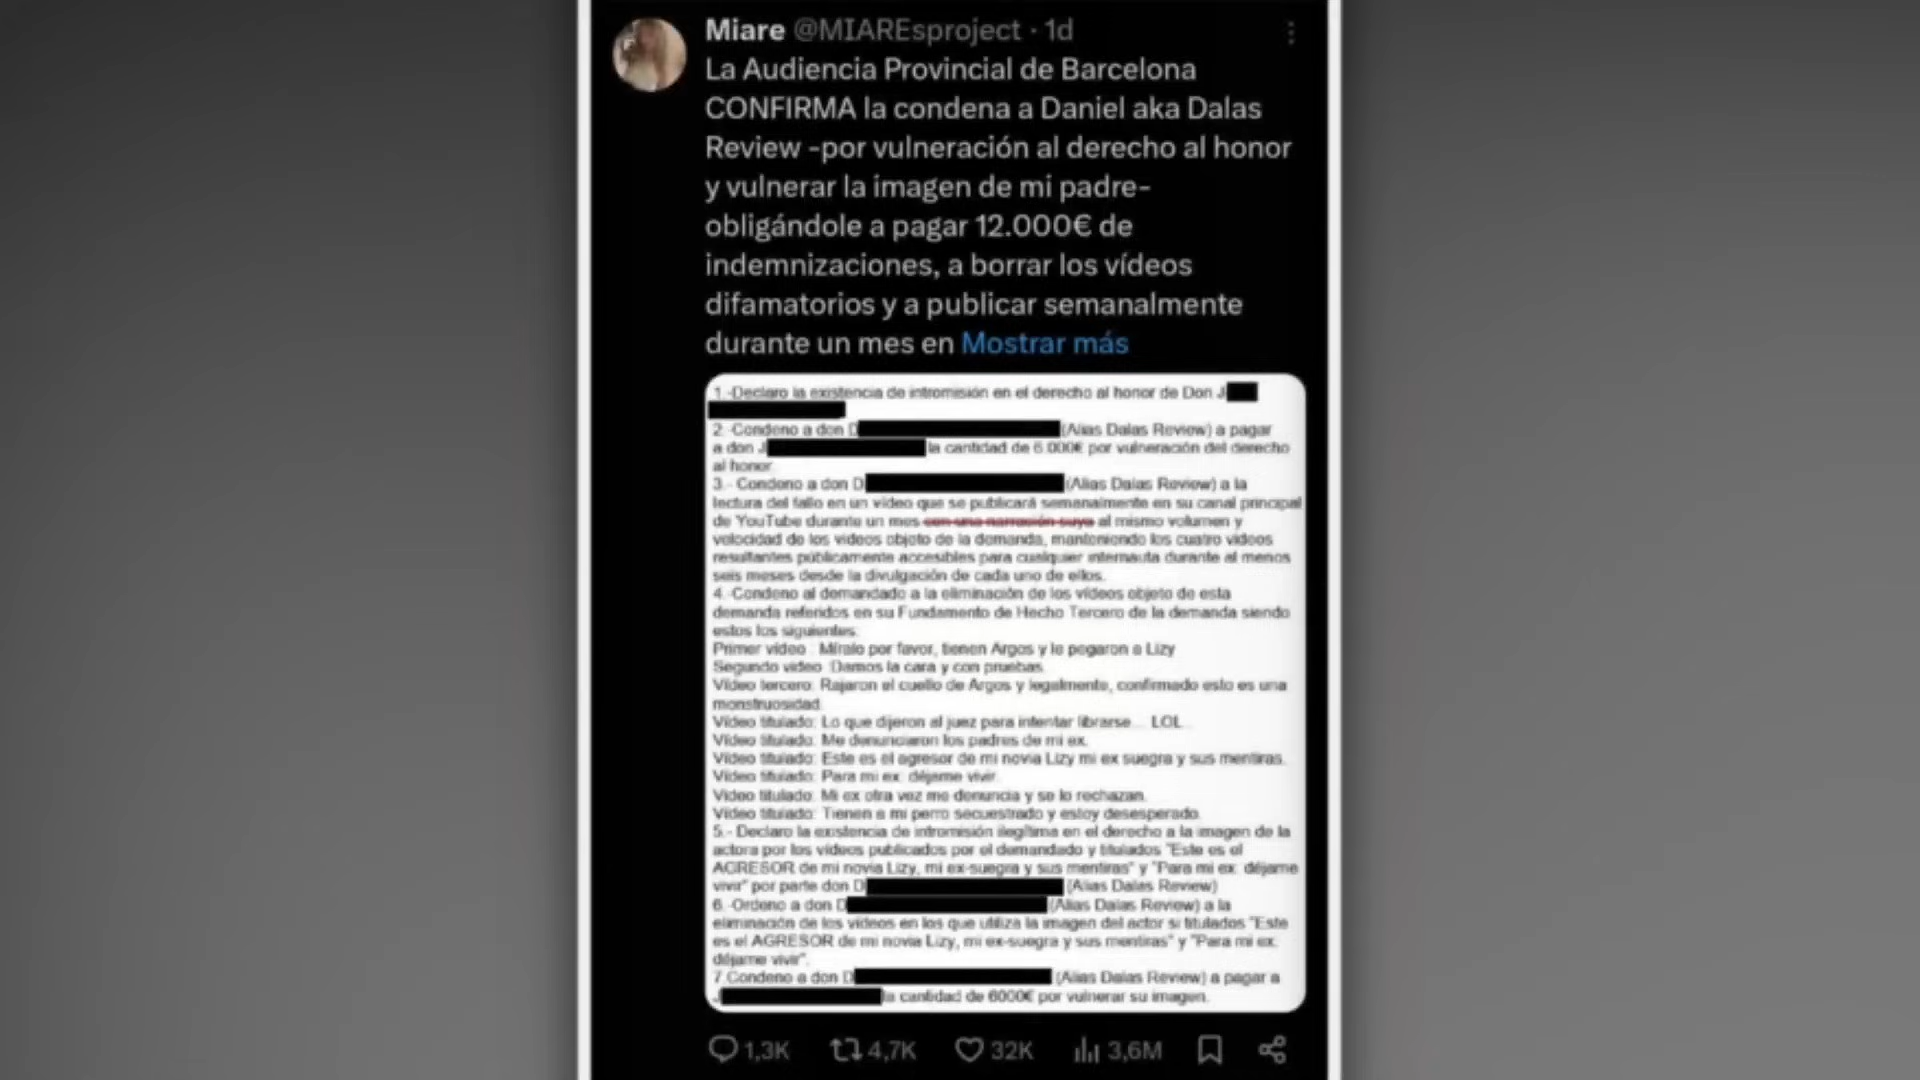 Miare @MIAREsproject · 1d
La Audiencia Provincial de Barcelona
CONFIRMA la condena a Daniel aka Dalas
Review -por vulneración al derecho al honor
y vulnerar la imagen de mi padre-
obligándole a pagar 12.000€ de
indemnizaciones, a borrar los vídeos
difamatorios y a publicar semanalmente
durante un mes en Mostrar más
1.-Declaro la existencia de intromisión en el derecho al honor de Don J
2.-Condeno a don D (Alias Dalas Review) a pagar
a don J la cantidad de 6.000€ por vulneración del derecho
al honor.
3.- Condeno a don D (Alias Dalas Review) a la
lectura del fallo en un vídeo que se publicará semanalmente en su canal principal
de YouTube durante un mes con una narración suya al mismo volumen y
velocidad de los vídeos objeto de la demanda, manteniendo los cuatro vídeos
resultantes públicamente accesibles para cualquier internauta durante al menos
seis meses desde la divulgación de cada uno de ellos.
4.-Condeno al demandado a la eliminación de los vídeos objeto de esta
demanda referidos en su Fundamento de Hecho Tercero de la demanda siendo
estos los siguientes:
Primer vídeo : Míralo por favor, tienen Argos y le pegaron a Lizy
Segundo video :Damos la cara y con pruebas.
Vídeo tercero: Rajaron el cuello de Argos y legalmente, confirmado esto es una
monstruosidad.
Vídeo titulado: Lo que dijeron al juez para intentar librarse... LOL
Vídeo titulado: Me denunciaron los padres de mi ex.
Vídeo titulado: Este es el agresor de mi novia Lizy mi ex suegra y sus mentiras.
Vídeo titulado: Para mi ex: déjame vivir.
Video titulado: Mi ex otra vez me denuncia y se lo rechazan.
Vídeo titulado: Tienen a mi perro secuestrado y estoy desesperado.
5.- Declaro la existencia de intromisión ilegítima en el derecho a la imagen de la
actora por los vídeos publicados por el demandado y titulados "Este es el
AGRESOR de mi novia Lizy, mi ex-suegra y sus mentiras" y "Para mi ex: déjame
vivir" por parte don D (Alias Dalas Review)
6.-Ordeno a don D (Alias Dalas Review) a la
eliminación de los vídeos en los que utiliza la imagen del actor si titulados "Este
es el AGRESOR de mi novia Lizy, mi ex-suegra y sus mentiras" y "Para mi ex:
déjame vivir".
7.Condeno a don D (Alias Dalas Review) a pagar a
J la cantidad de 6000€ por vulnerar su imagen.
1,3K 4,7K 32K 3,6M